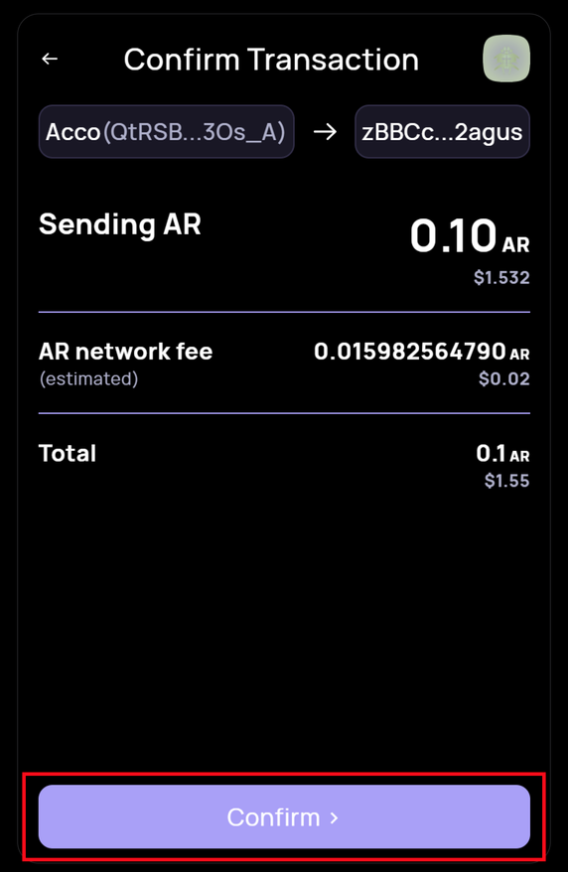 ← Confirm Transaction
Acco(QtRSB...3Os_A) → zBBCc...2agus
Sending AR 0.10 AR
$1.532
AR network fee 0.015982564790 AR
(estimated) $0.02
Total 0.1 AR
$1.55
Confirm ›